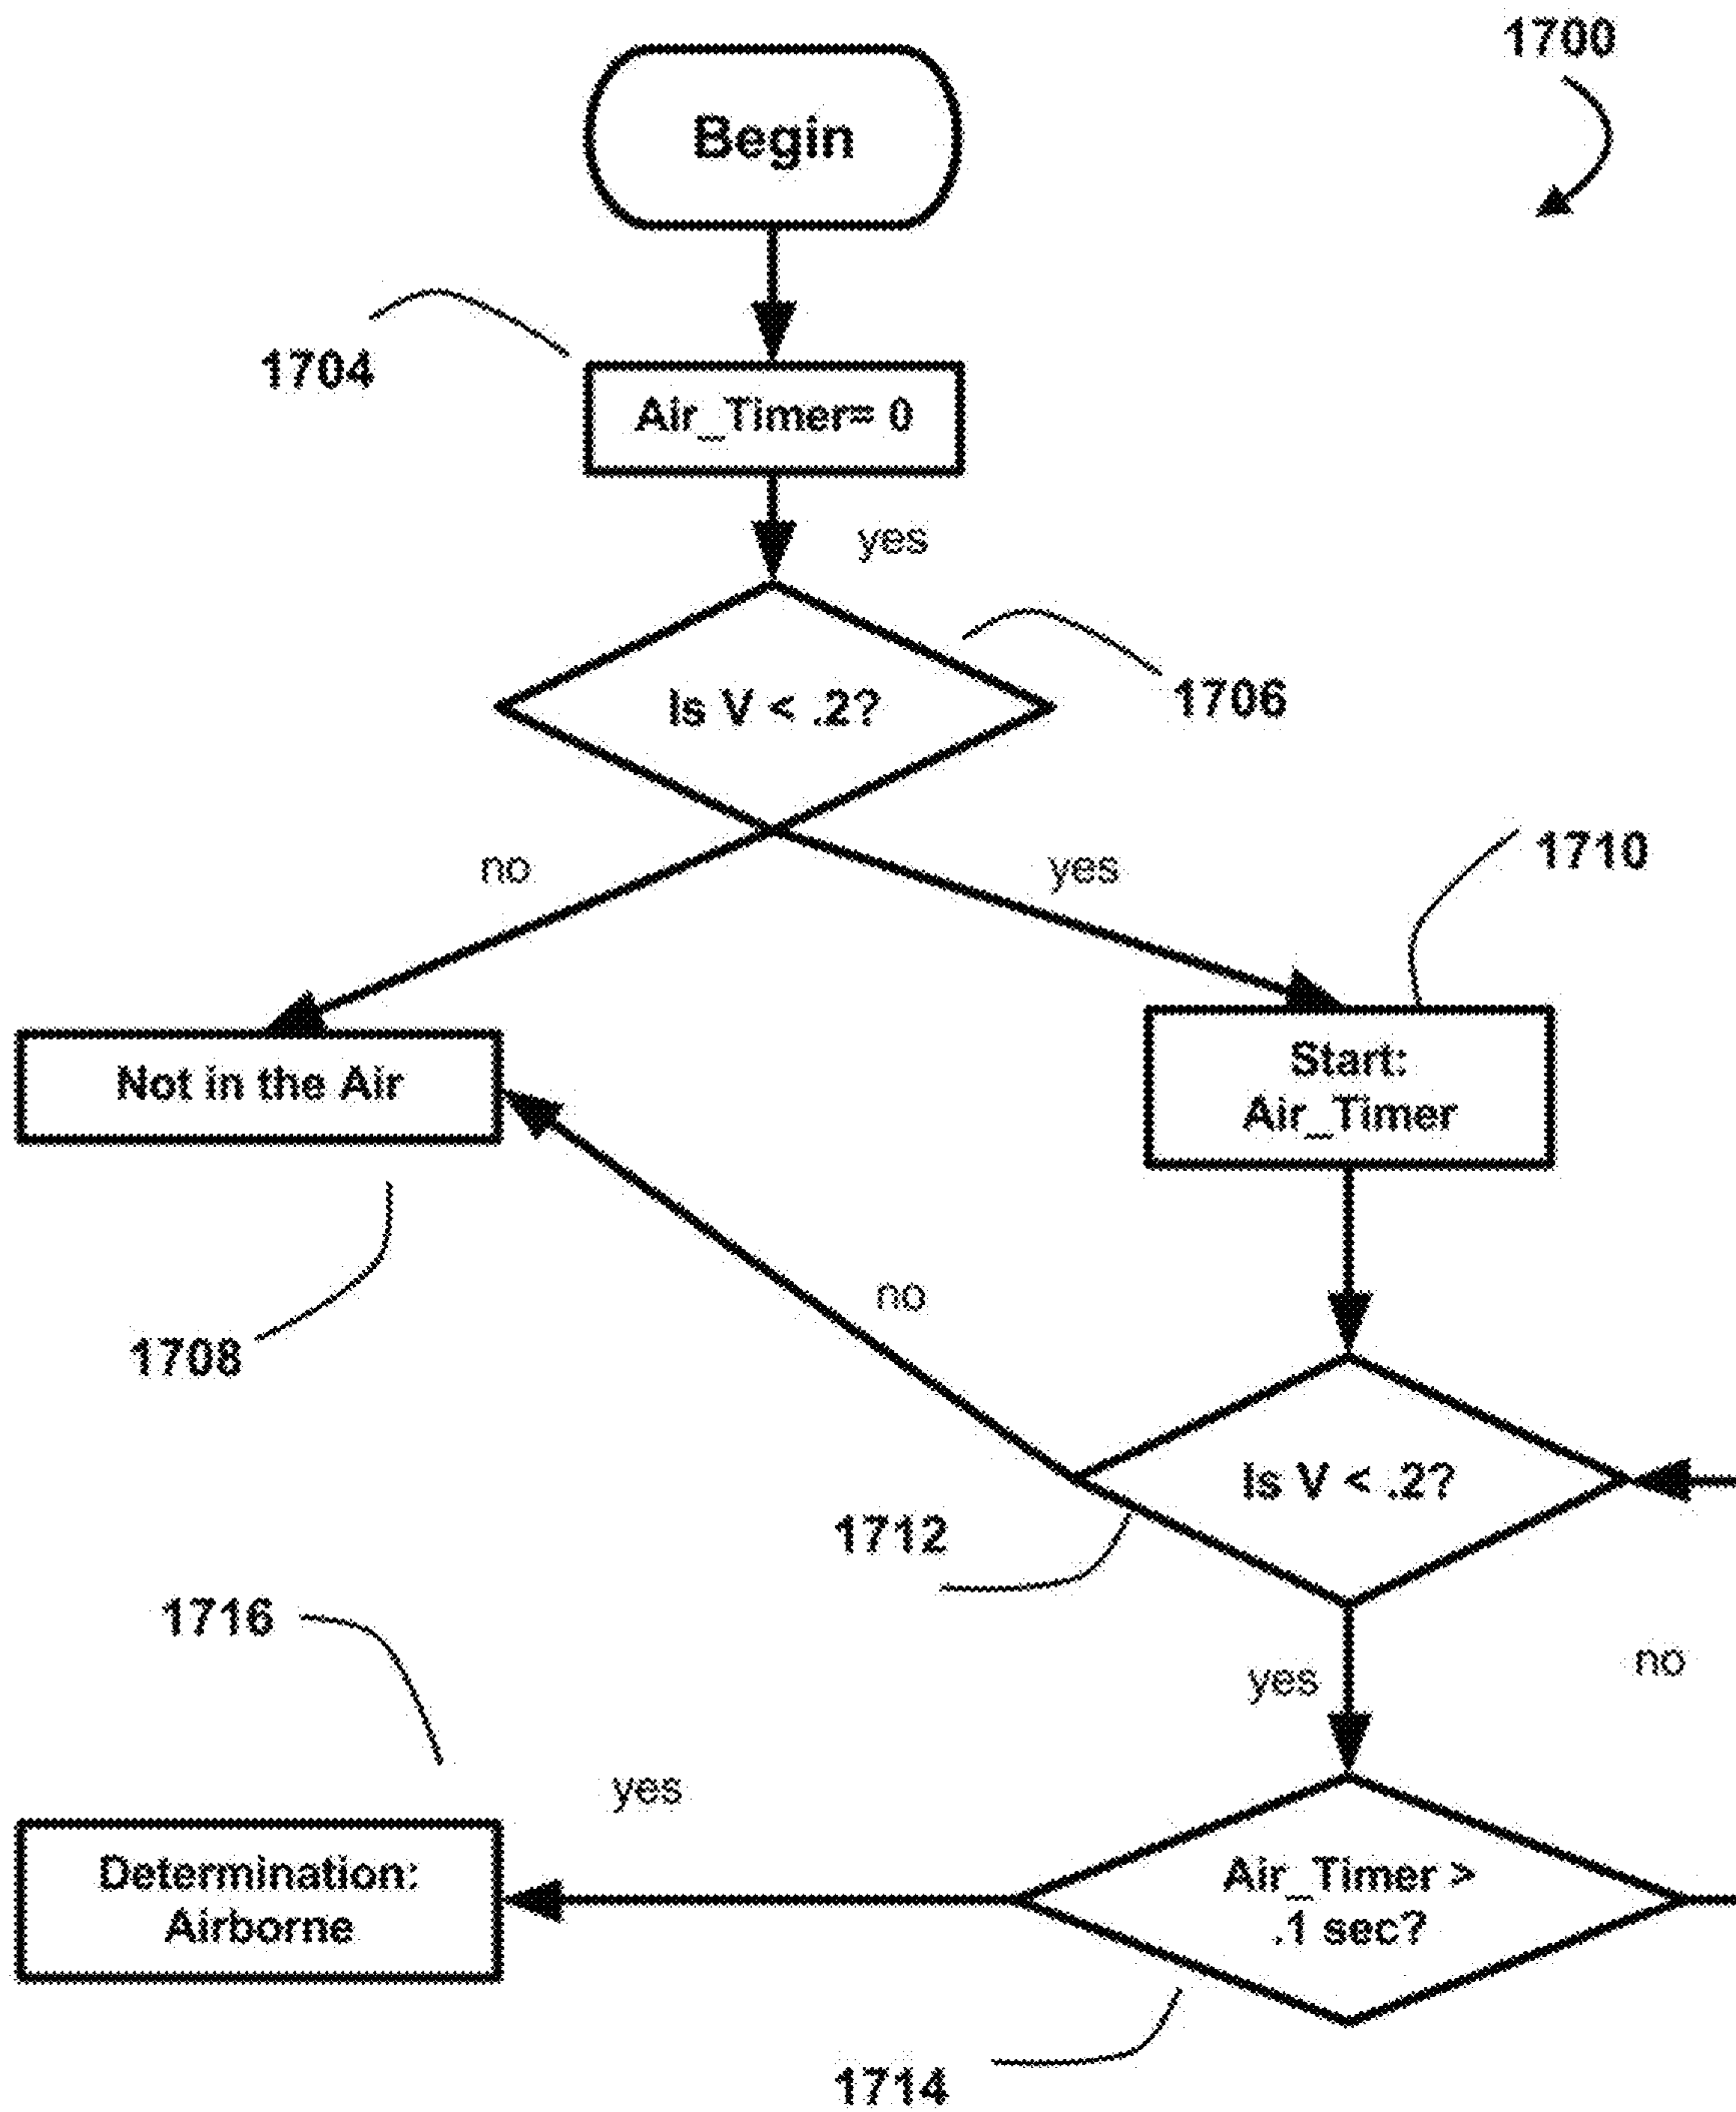 1700
Begin
1704
Air_Timer= 0
yes
Is V < .2?
1706
no
yes
1710
Not in the Air
Start:
Air_Timer
1708
no
Is V < .2?
1712
1716
yes
no
yes
Determination:
Airborne
Air_Timer >
.1 sec?
1714